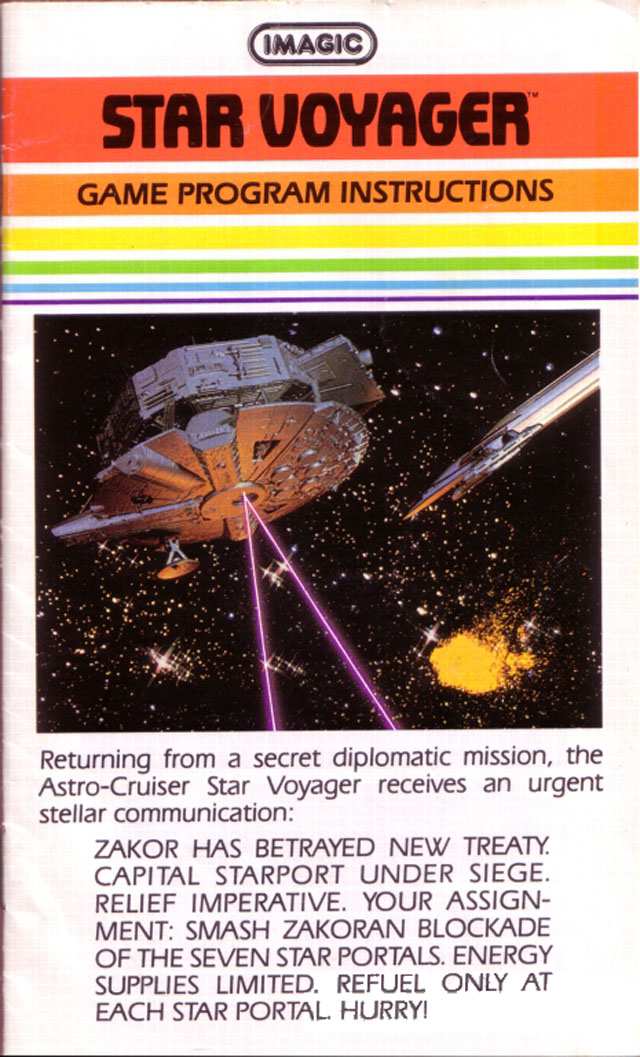 IMAGIC
STAR VOYAGER™
GAME PROGRAM INSTRUCTIONS
Returning from a secret diplomatic mission, the
Astro-Cruiser Star Voyager receives an urgent
stellar communication:
ZAKOR HAS BETRAYED NEW TREATY.
CAPITAL STARPORT UNDER SIEGE.
RELIEF IMPERATIVE. YOUR ASSIGN-
MENT: SMASH ZAKORAN BLOCKADE
OF THE SEVEN STAR PORTALS. ENERGY
SUPPLIES LIMITED. REFUEL ONLY AT
EACH STAR PORTAL. HURRY!